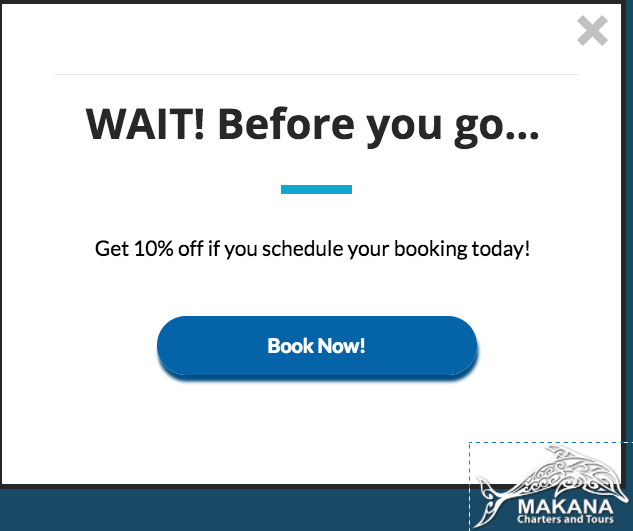 WAIT! Before you go...
Get 10% off if you schedule your booking today!
Book Now!
MAKANA
Charters and Tours